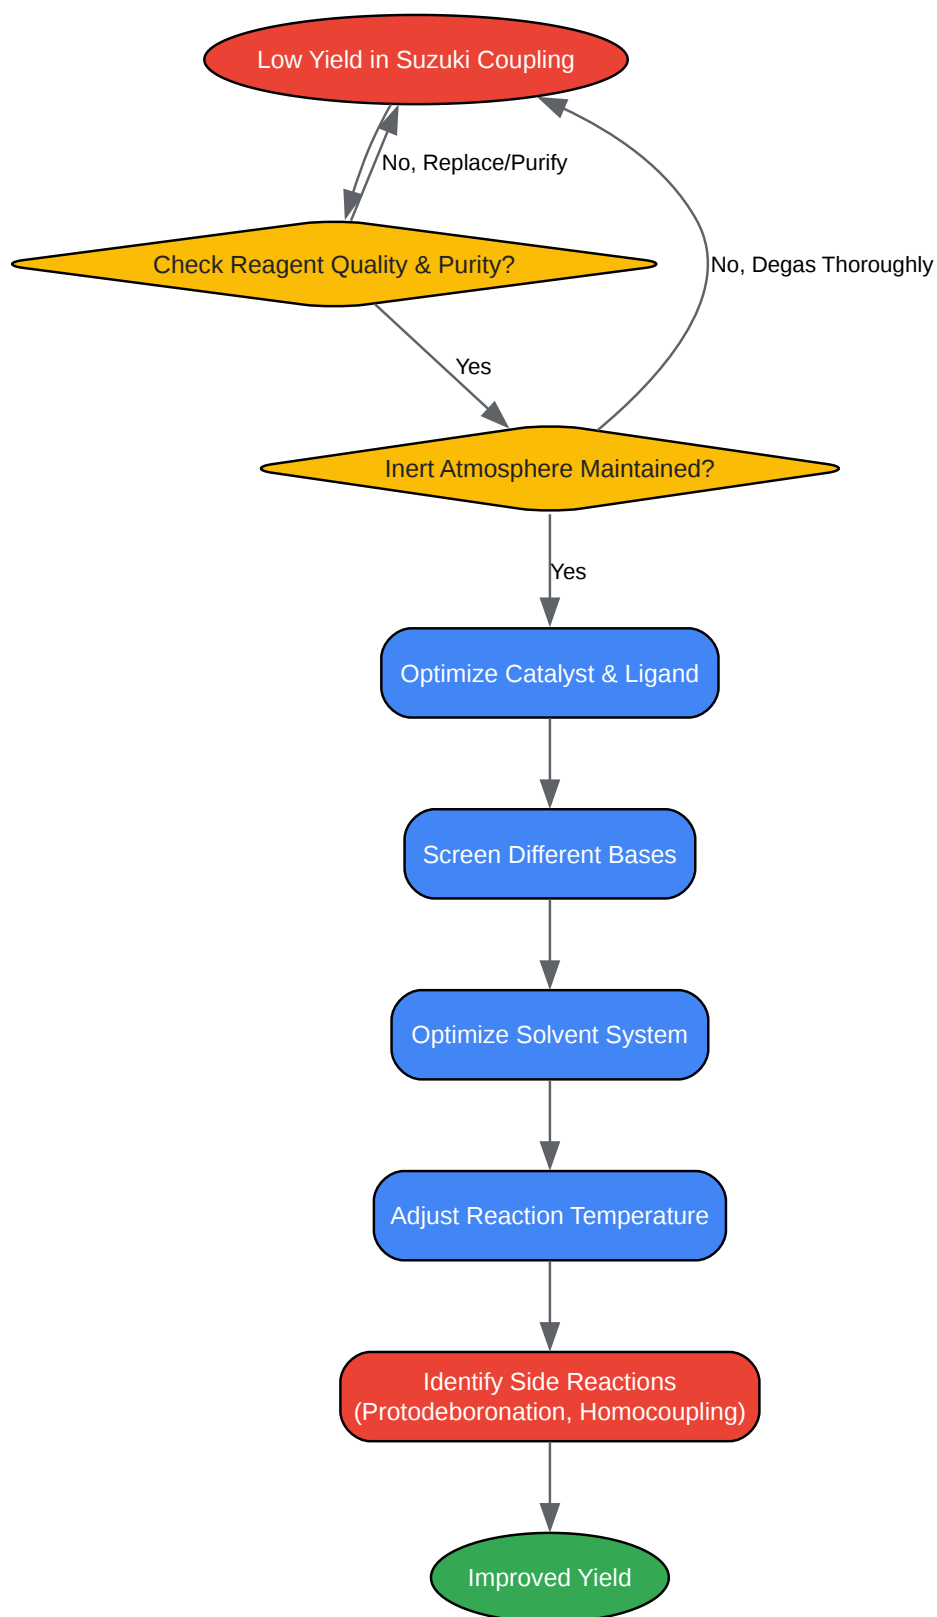 Low Yield in Suzuki Coupling
No, Replace/Purify
Check Reagent Quality & Purity?
No, Degas Thoroughly
Yes
Inert Atmosphere Maintained?
Yes
Optimize Catalyst & Ligand
Screen Different Bases
Optimize Solvent System
Adjust Reaction Temperature
Identify Side Reactions
(Protodeboronation, Homocoupling)
Improved Yield